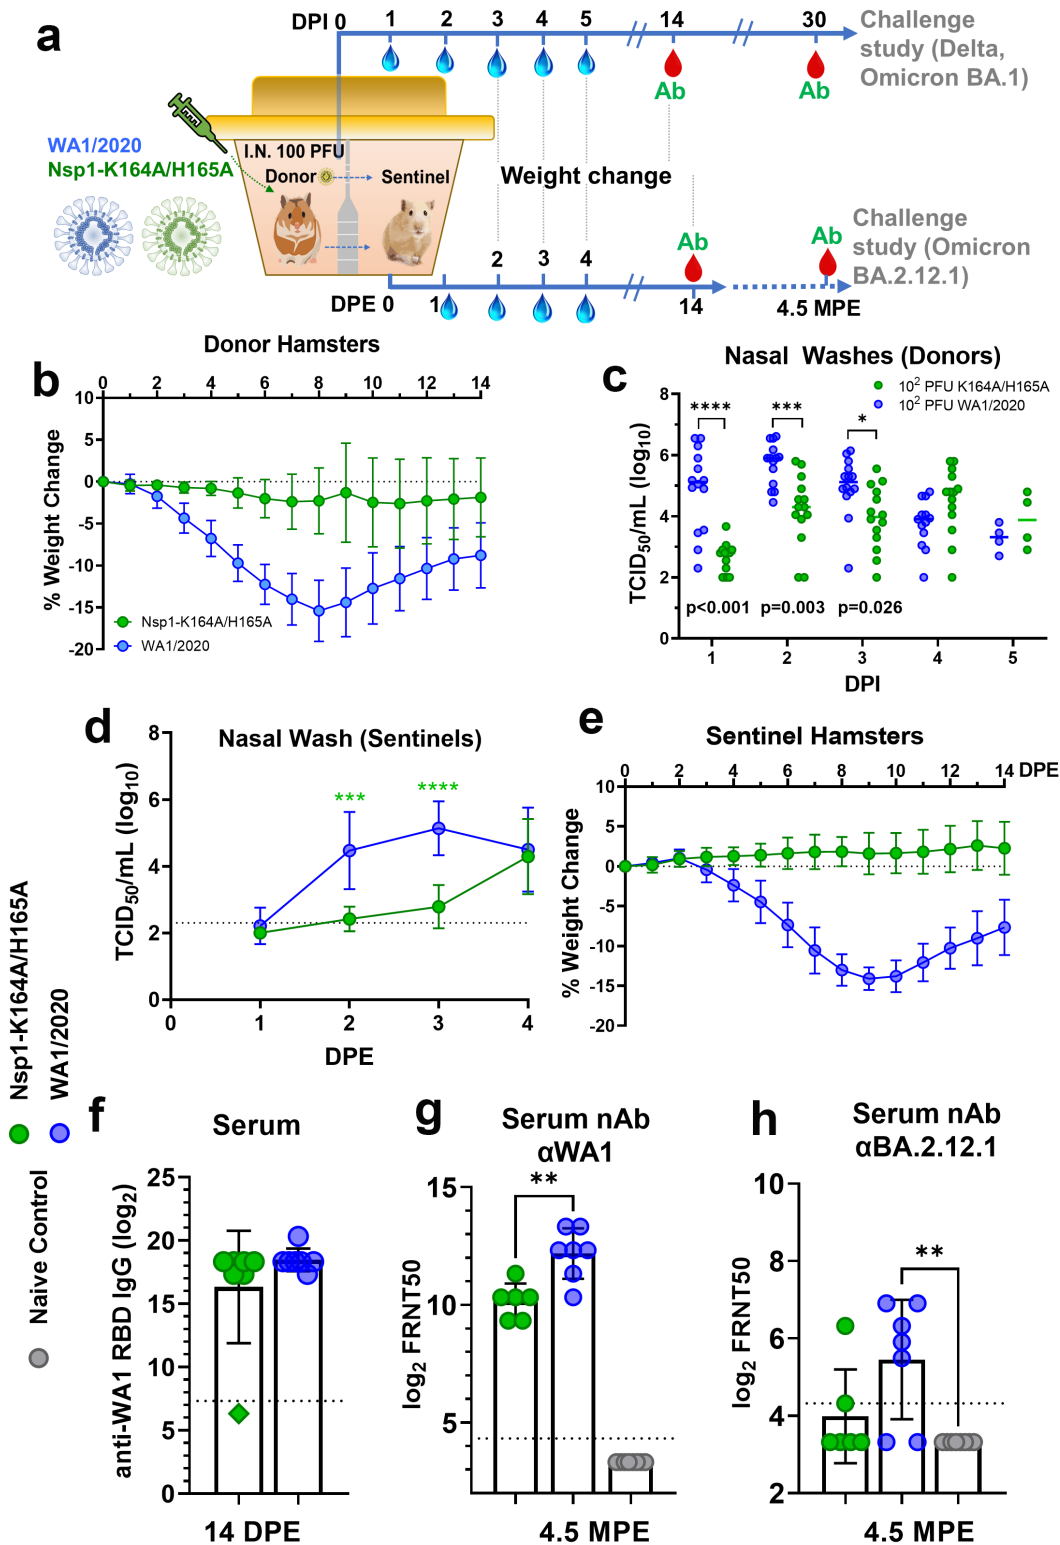 a
DPI 0 1 2 3 4 5 14 30
Challenge
study (Delta,
Omicron BA.1)
Ab Ab
WA1/2020
Nsp1-K164A/H165A
I.N. 100 PFU
Donor Sentinel
Weight change
Challenge
study (Omicron
BA.2.12.1)
Ab Ab
2 3 4
DPE 0 1 14 4.5 MPE
b
Donor Hamsters
0 2 4 6 8 10 12 14
10
5
0
-5
-10
-15
-20
% Weight Change
Nsp1-K164A/H165A
WA1/2020
c
Nasal Washes (Donors)
10² PFU K164A/H165A
10² PFU WA1/2020
TCID₅₀/mL (log₁₀)
8
6
4
2
0
**** *** *
p<0.001 p=0.003 p=0.026
1 2 3 4 5
DPI
d
Nasal Wash (Sentinels)
TCID₅₀/mL (log₁₀)
8
6
4
2
0
*** ****
0 1 2 3 4
DPE
e
Sentinel Hamsters
0 2 4 6 8 10 12 14 DPE
10
5
0
-5
-10
-15
-20
% Weight Change
Nsp1-K164A/H165A
WA1/2020
Naive Control
f
Serum
anti-WA1 RBD IgG (log₂)
25
20
15
10
5
0
14 DPE
g
Serum nAb
αWA1
log₂ FRNT50
15
10
5
**
4.5 MPE
h
Serum nAb
αBA.2.12.1
log₂ FRNT50
10
8
6
4
2
**
4.5 MPE